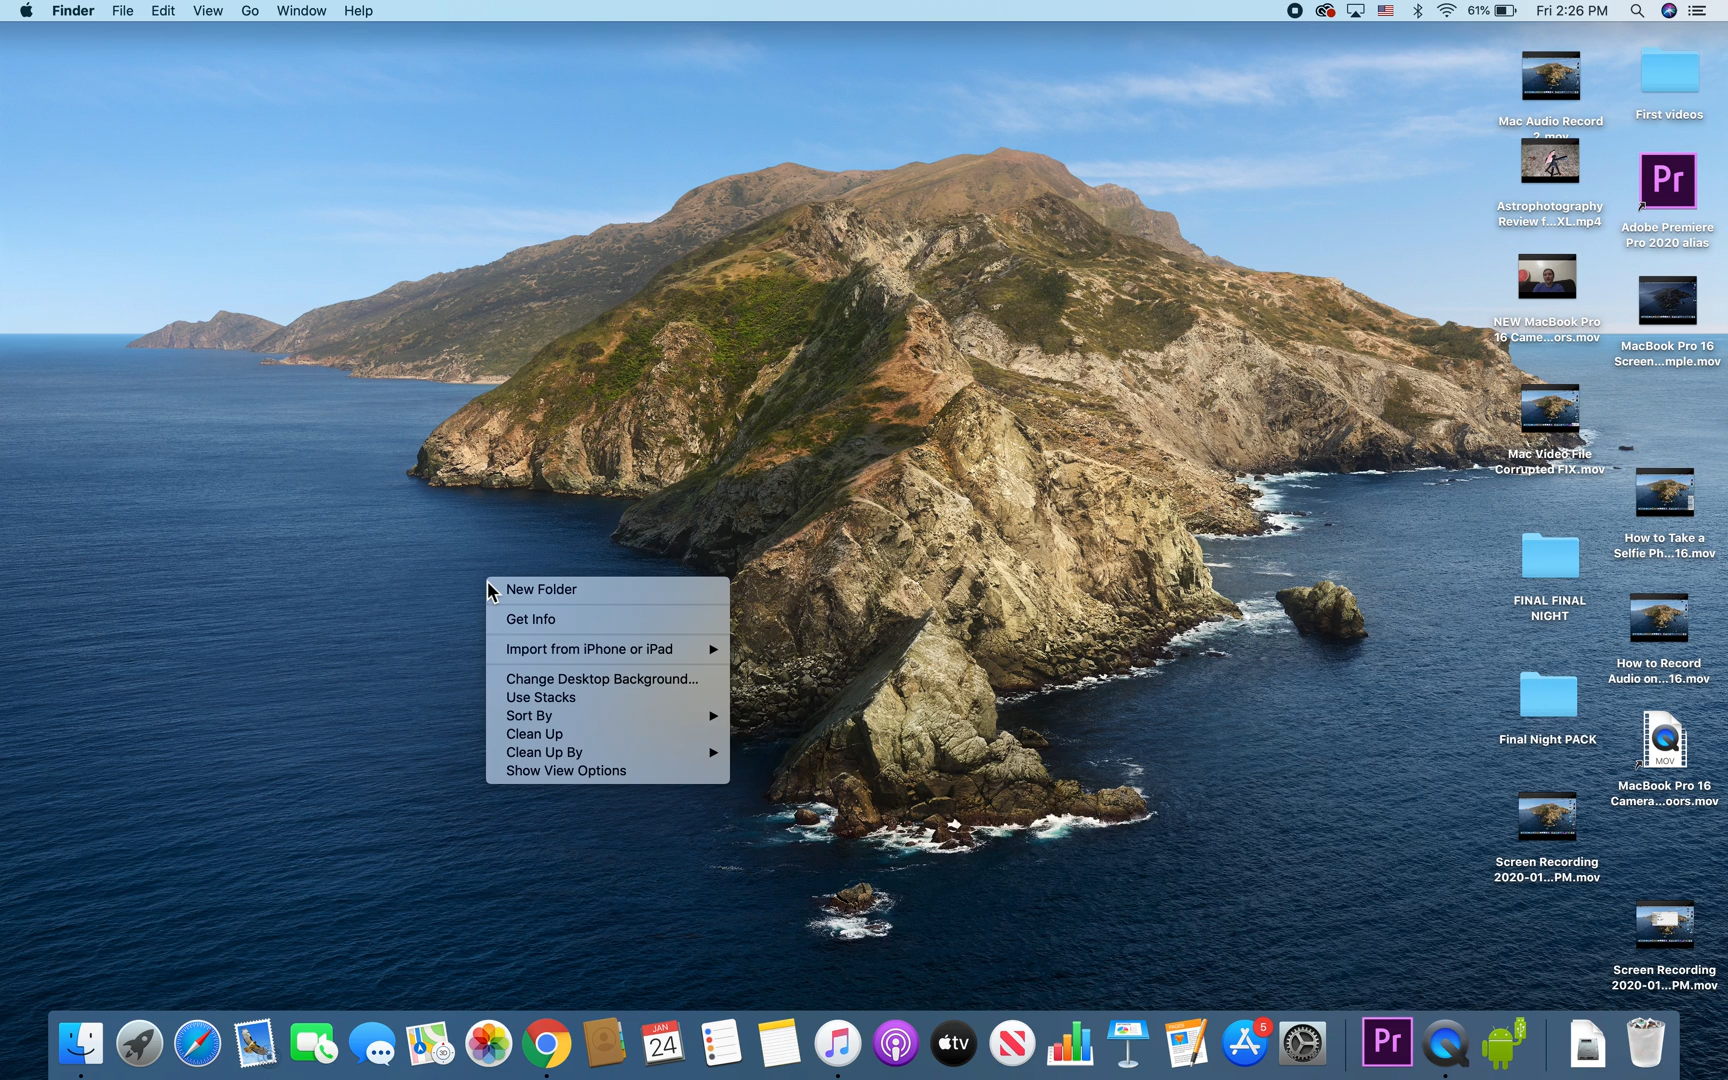 Finder File Edit View Go Window Help 61% Fri 2:26 PM
Mac Audio Record
2.mov
First videos
Astrophotography
Review f...XL.mp4
Pr
Adobe Premiere
Pro 2020 alias
NEW MacBook Pro
16 Came...ors.mov
MacBook Pro 16
Screen...mple.mov
Mac Video File
Corrupted FIX.mov
How to Take a
Selfie Ph...16.mov
FINAL FINAL
NIGHT
How to Record
Audio on...16.mov
Final Night PACK
MOV
MacBook Pro 16
Camera...oors.mov
Screen Recording
2020-01...PM.mov
Screen Recording
2020-01...PM.mov
New Folder
Get Info
Import from iPhone or iPad
Change Desktop Background...
Use Stacks
Sort By
Clean Up
Clean Up By
Show View Options
3D
JAN
24
tv
PAGES
5
Pr